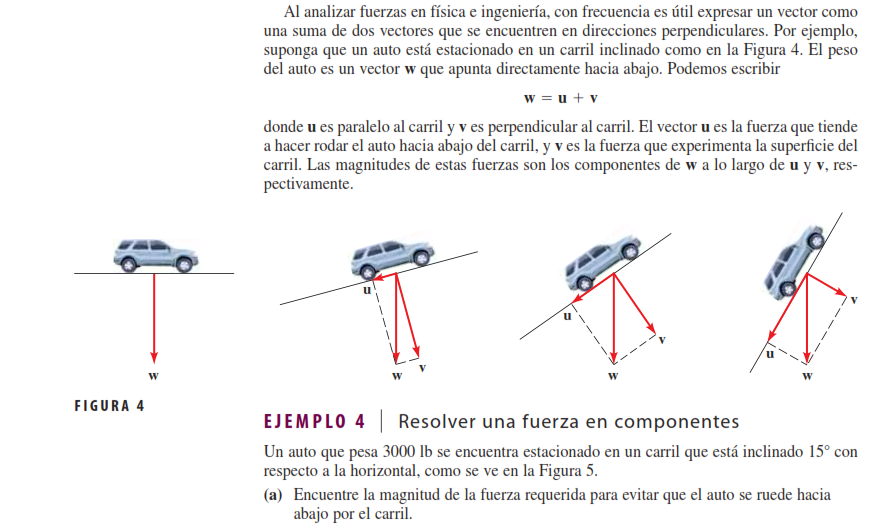 Al analizar fuerzas en física e ingeniería, con frecuencia es útil expresar un vector como
una suma de dos vectores que se encuentren en direcciones perpendiculares. Por ejemplo,
suponga que un auto está estacionado en un carril inclinado como en la Figura 4. El peso
del auto es un vector w que apunta directamente hacia abajo. Podemos escribir
w = u + v
donde u es paralelo al carril y v es perpendicular al carril. El vector u es la fuerza que tiende
a hacer rodar el auto hacia abajo del carril, y v es la fuerza que experimenta la superficie del
carril. Las magnitudes de estas fuerzas son los componentes de w a lo largo de u y v, res-
pectivamente.
u
u
v
v
u
v
w
w
w
w
FIGURA 4
EJEMPLO 4 | Resolver una fuerza en componentes
Un auto que pesa 3000 lb se encuentra estacionado en un carril que está inclinado 15° con
respecto a la horizontal, como se ve en la Figura 5.
(a) Encuentre la magnitud de la fuerza requerida para evitar que el auto se ruede hacia
abajo por el carril.